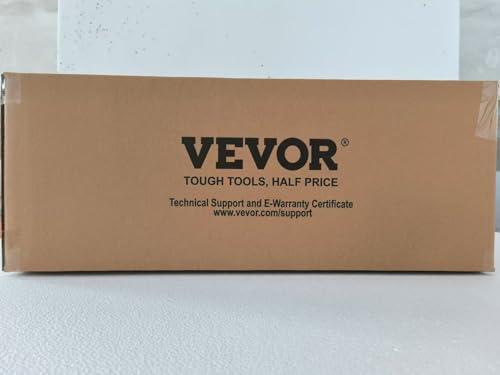 VEVOR®
TOUGH TOOLS, HALF PRICE
Technical Support and E-Warranty Certificate
www.vevor.com/support